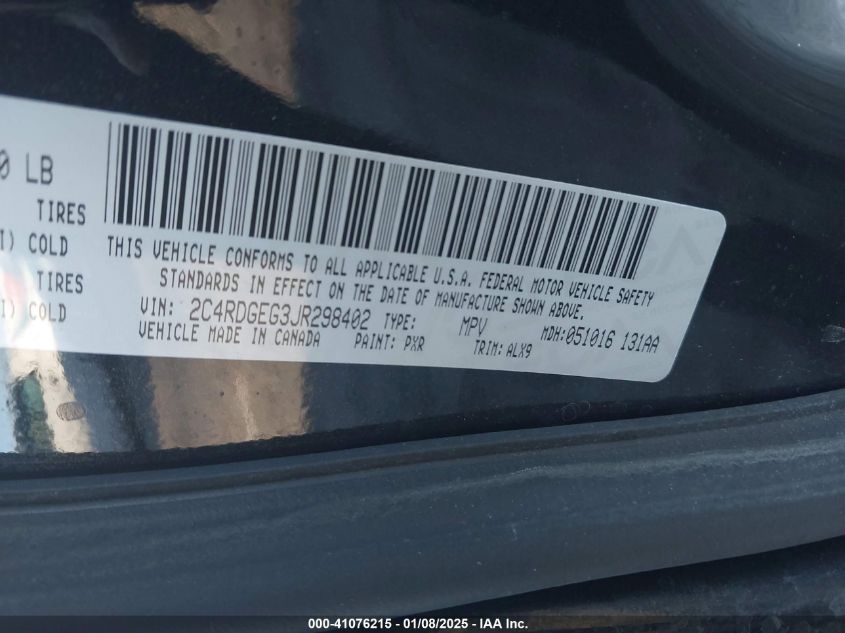 0 LB
TIRES
I) COLD
TIRES
I) COLD
THIS VEHICLE CONFORMS TO ALL APPLICABLE U.S.A. FEDERAL MOTOR VEHICLE SAFETY
STANDARDS IN EFFECT ON THE DATE OF MANUFACTURE SHOWN ABOVE.
VIN: 2C4RDGEG3JR298402 TYPE: MPV MDH:051016 131AA
VEHICLE MADE IN CANADA PAINT: PXR TRIM: ALX9
000-41076215 - 01/08/2025 - IAA Inc.